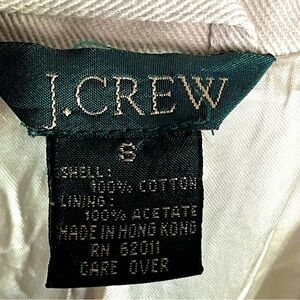 J.CREW
S
SHELL:
100% COTTON
LINING:
100% ACETATE
MADE IN HONG KONG
RN 62011
CARE OVER